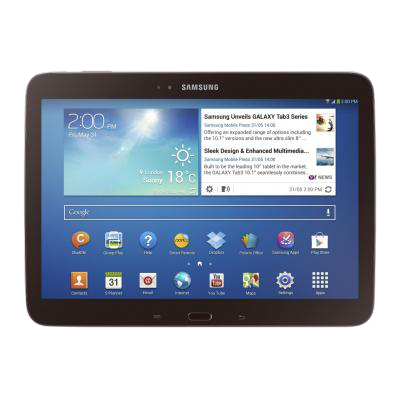 SAMSUNG
2:00 PM
2:00 PM
Fri, May 31
London
Sunny 18°C
Samsung Unveils GALAXY Tab3 Series
Samsung Mobile Press 31/05 14:00
Offering an expanded range of options including
the 10.1" versions and the new ultra slim 8"...
Sleek Design & Enhanced Multimedia...
Samsung Mobile Press 31/05 14:00
Built to be leading 10" tablet in the market,
the GALAXY Tab3 10.1" seamlessly combines...
Y! NEWS
31/05 2:00 PM
Google
ChatON
Group Play
Help
Smart Remote
Dropbox
Polaris Office
Samsung Apps
Play Store
31
Contacts
S Planner
Email
Internet
You Tube
Maps
Settings
Apps